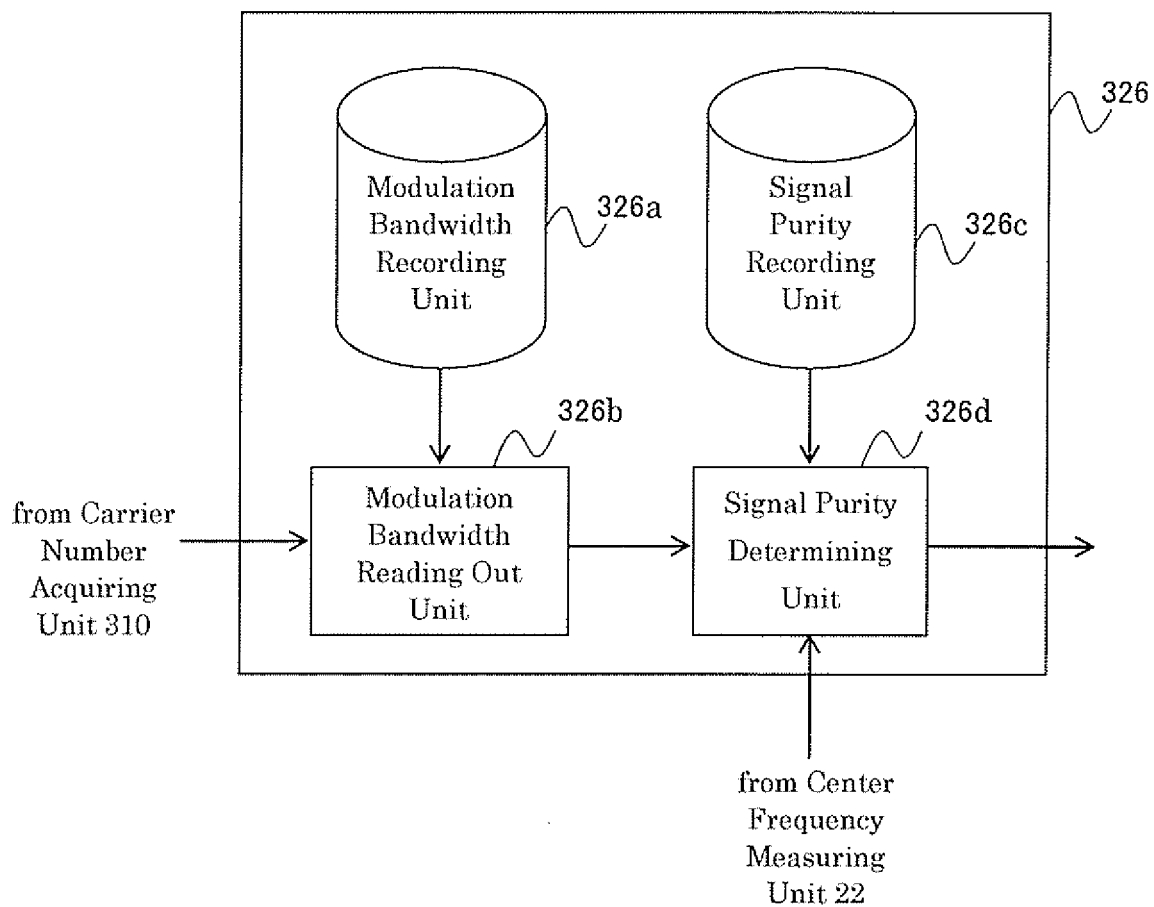 326
Modulation
Bandwidth
Recording
Unit
326a
Signal
Purity
Recording
Unit
326c
326b
326d
from Carrier
Number
Acquiring
Unit 310
Modulation
Bandwidth
Reading Out
Unit
Signal Purity
Determining
Unit
from Center
Frequency
Measuring
Unit 22